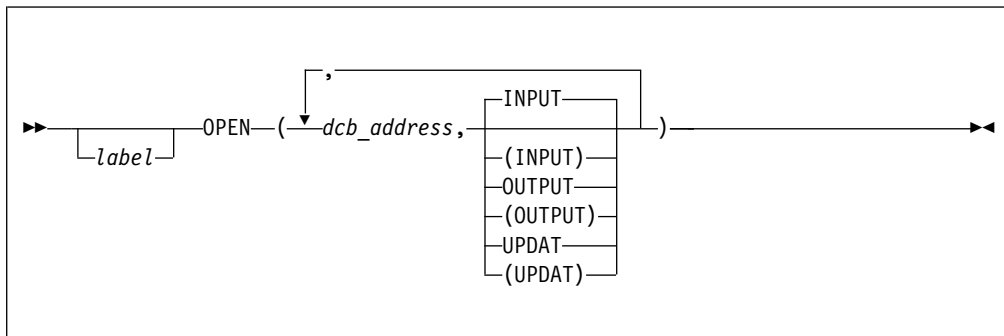 ,
INPUT
label OPEN ( dcb_address, )
(INPUT)
OUTPUT
(OUTPUT)
UPDAT
(UPDAT)